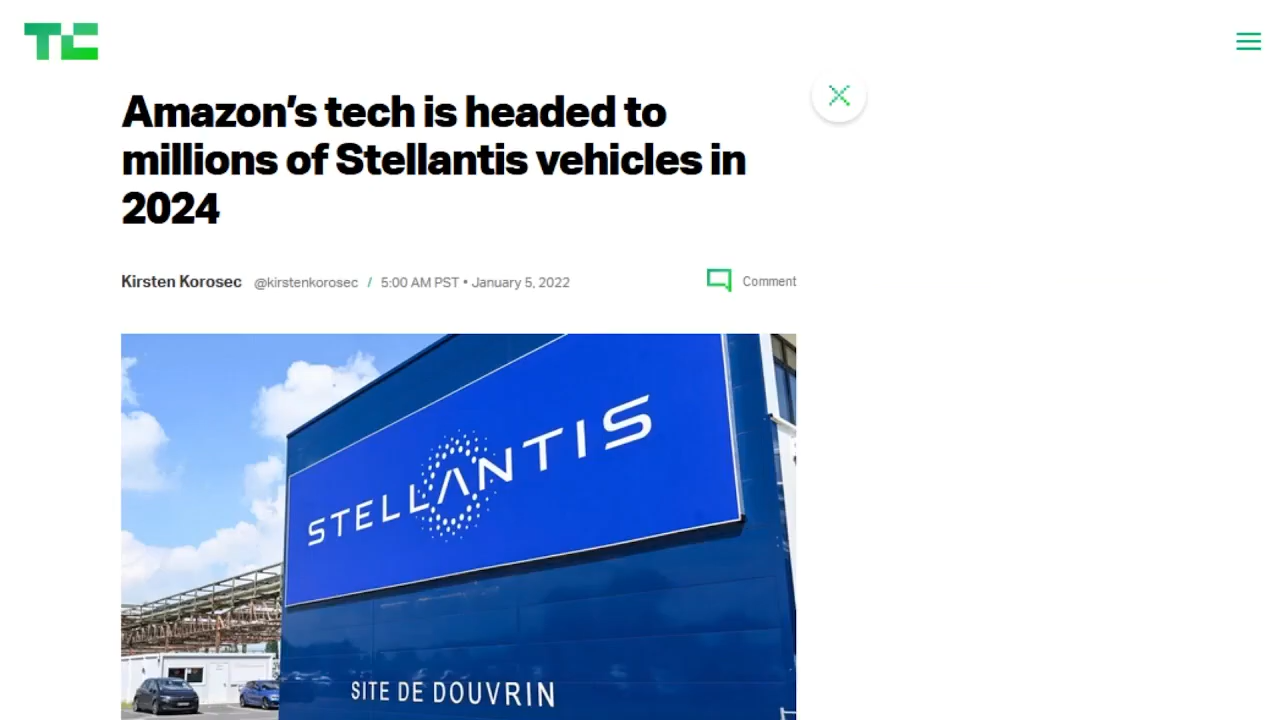 TC
Amazon's tech is headed to
millions of Stellantis vehicles in
2024
Kirsten Korosec @kirstenkorosec / 5:00 AM PST • January 5, 2022
Comment
STELLANTIS
SITE DE DOUVRIN